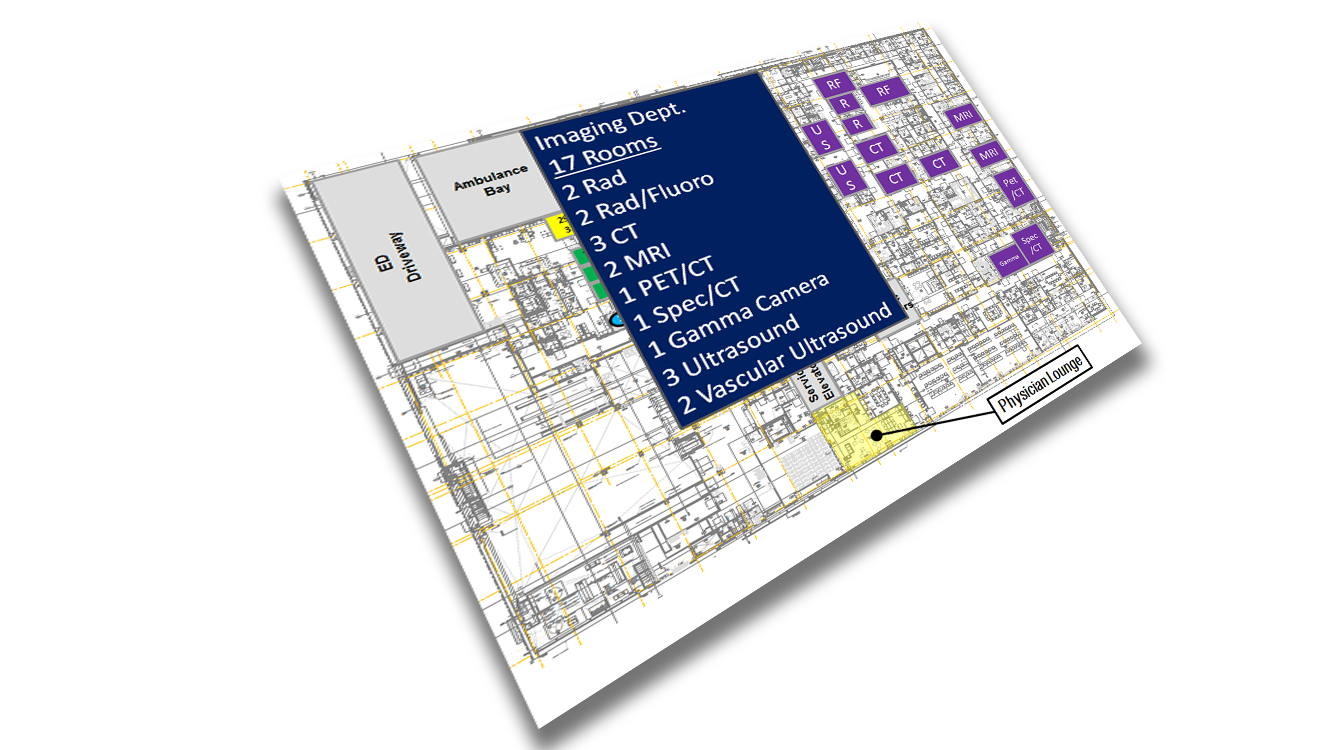 Imaging Dept.
17 Rooms
2 Rad
2 Rad/Fluoro
3 CT
2 MRI
1 PET/CT
1 Spec/CT
1 Gamma Camera
3 Ultrasound
2 Vascular Ultrasound
ED
Driveway
Ambulance
Bay
RF
RF
R
R
U
S
U
S
CT
CT
CT
MRI
MRI
Pet
/CT
Spec
/CT
Gamma
Physician Lounge